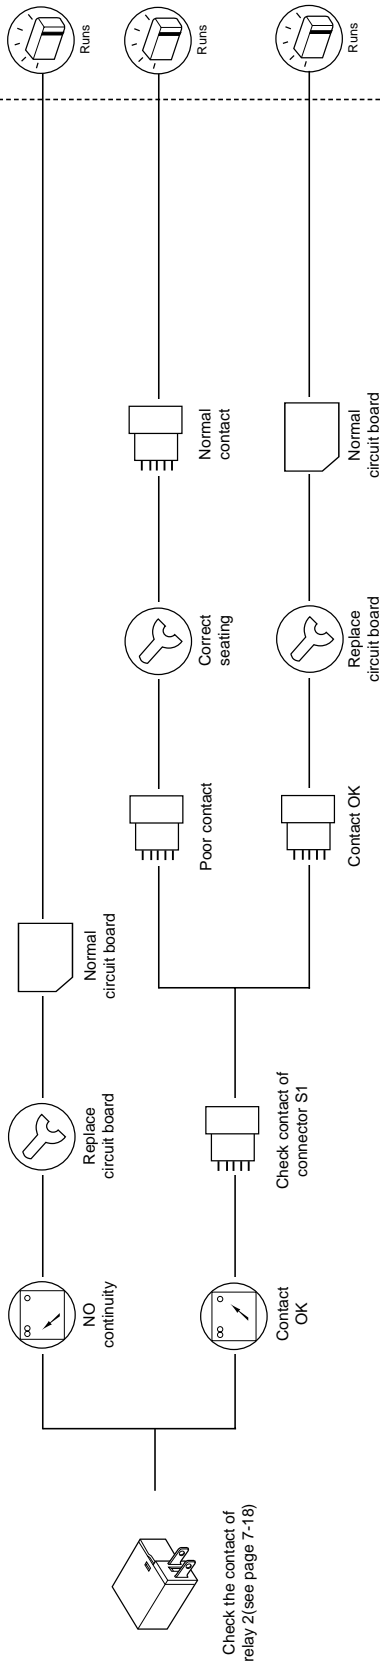 Check the contact of
relay 2(see page 7-18)
NO
continuity
Replace
circuit board
Normal
circuit board
Runs
Contact
OK
Check contact of
connector S1
Poor contact
Correct
seating
Normal
contact
Runs
Contact OK
Replace
circuit board
Normal
circuit board
Runs